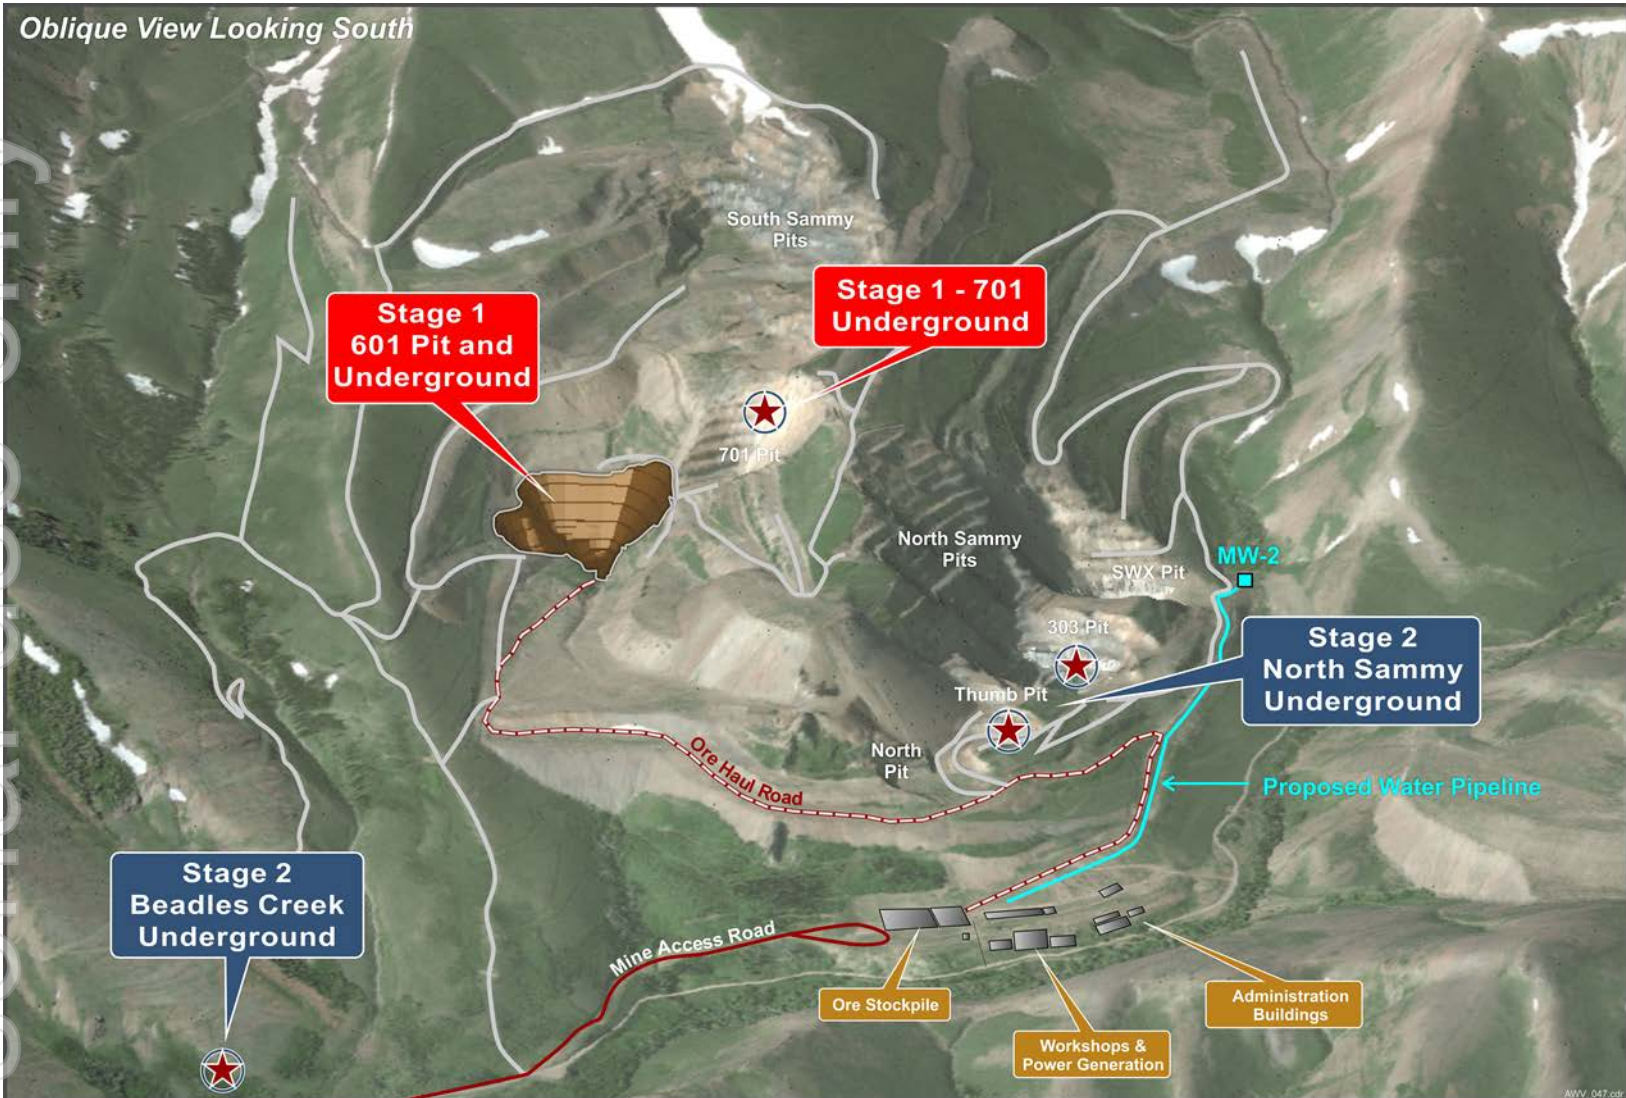 Oblique View Looking South
South Sammy
Pits
Stage 1 - 701
Underground
Stage 1
601 Pit and
Underground
701 Pit
North Sammy
Pits
SWX Pit
MW-2
303 Pit
Stage 2
North Sammy
Underground
Thumb Pit
North
Pit
Ore Haul Road
Proposed Water Pipeline
Stage 2
Beadles Creek
Underground
Mine Access Road
Ore Stockpile
Administration
Buildings
Workshops &
Power Generation
AWV_047.cdr